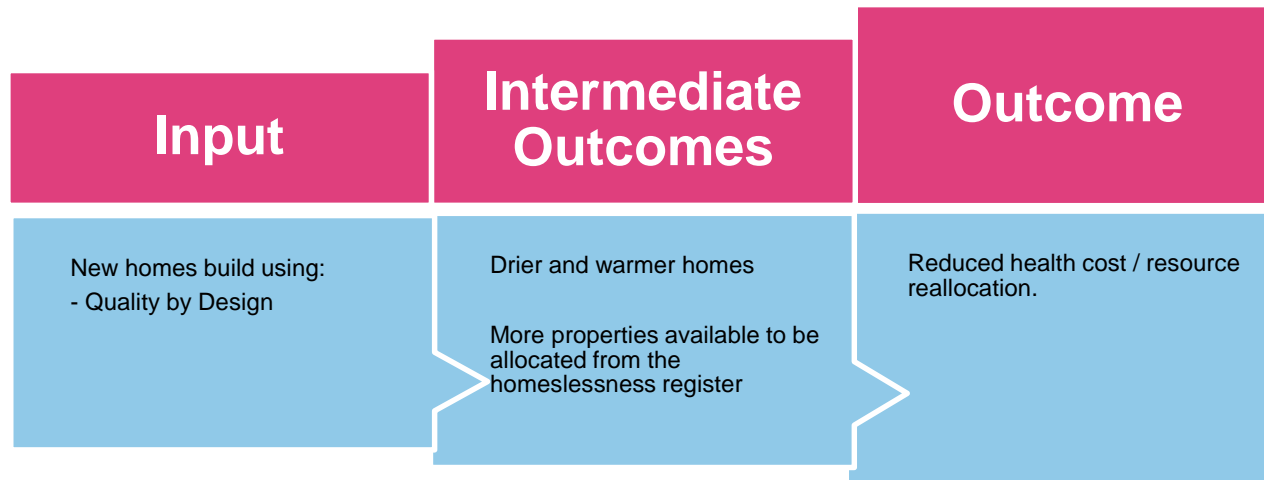 Input
New homes build using:
- Quality by Design
Intermediate
Outcomes
Drier and warmer homes
More properties available to be
allocated from the
homeslessness register
Outcome
Reduced health cost / resource
reallocation.